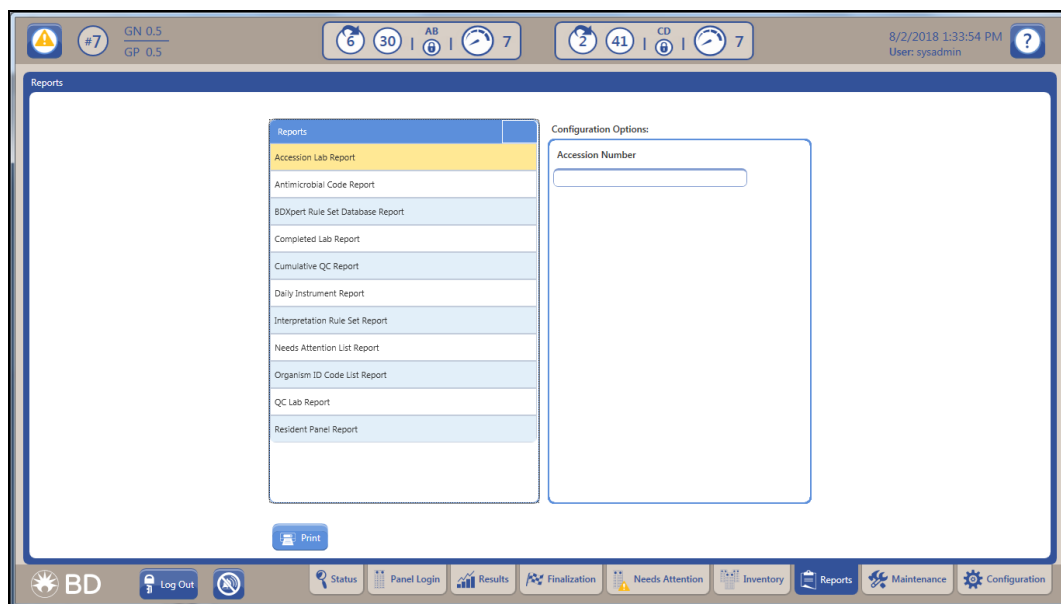 #7
GN 0.5
GP 0.5
6 30 | AB | 7
2 41 | CD | 7
8/2/2018 1:33:54 PM
User: sysadmin
?
Reports
Reports
Accession Lab Report
Antimicrobial Code Report
BDXpert Rule Set Database Report
Completed Lab Report
Cumulative QC Report
Daily Instrument Report
Interpretation Rule Set Report
Needs Attention List Report
Organism ID Code List Report
QC Lab Report
Resident Panel Report
Configuration Options:
Accession Number
Print
BD
Log Out
Status
Panel Login
Results
Finalization
Needs Attention
Inventory
Reports
Maintenance
Configuration